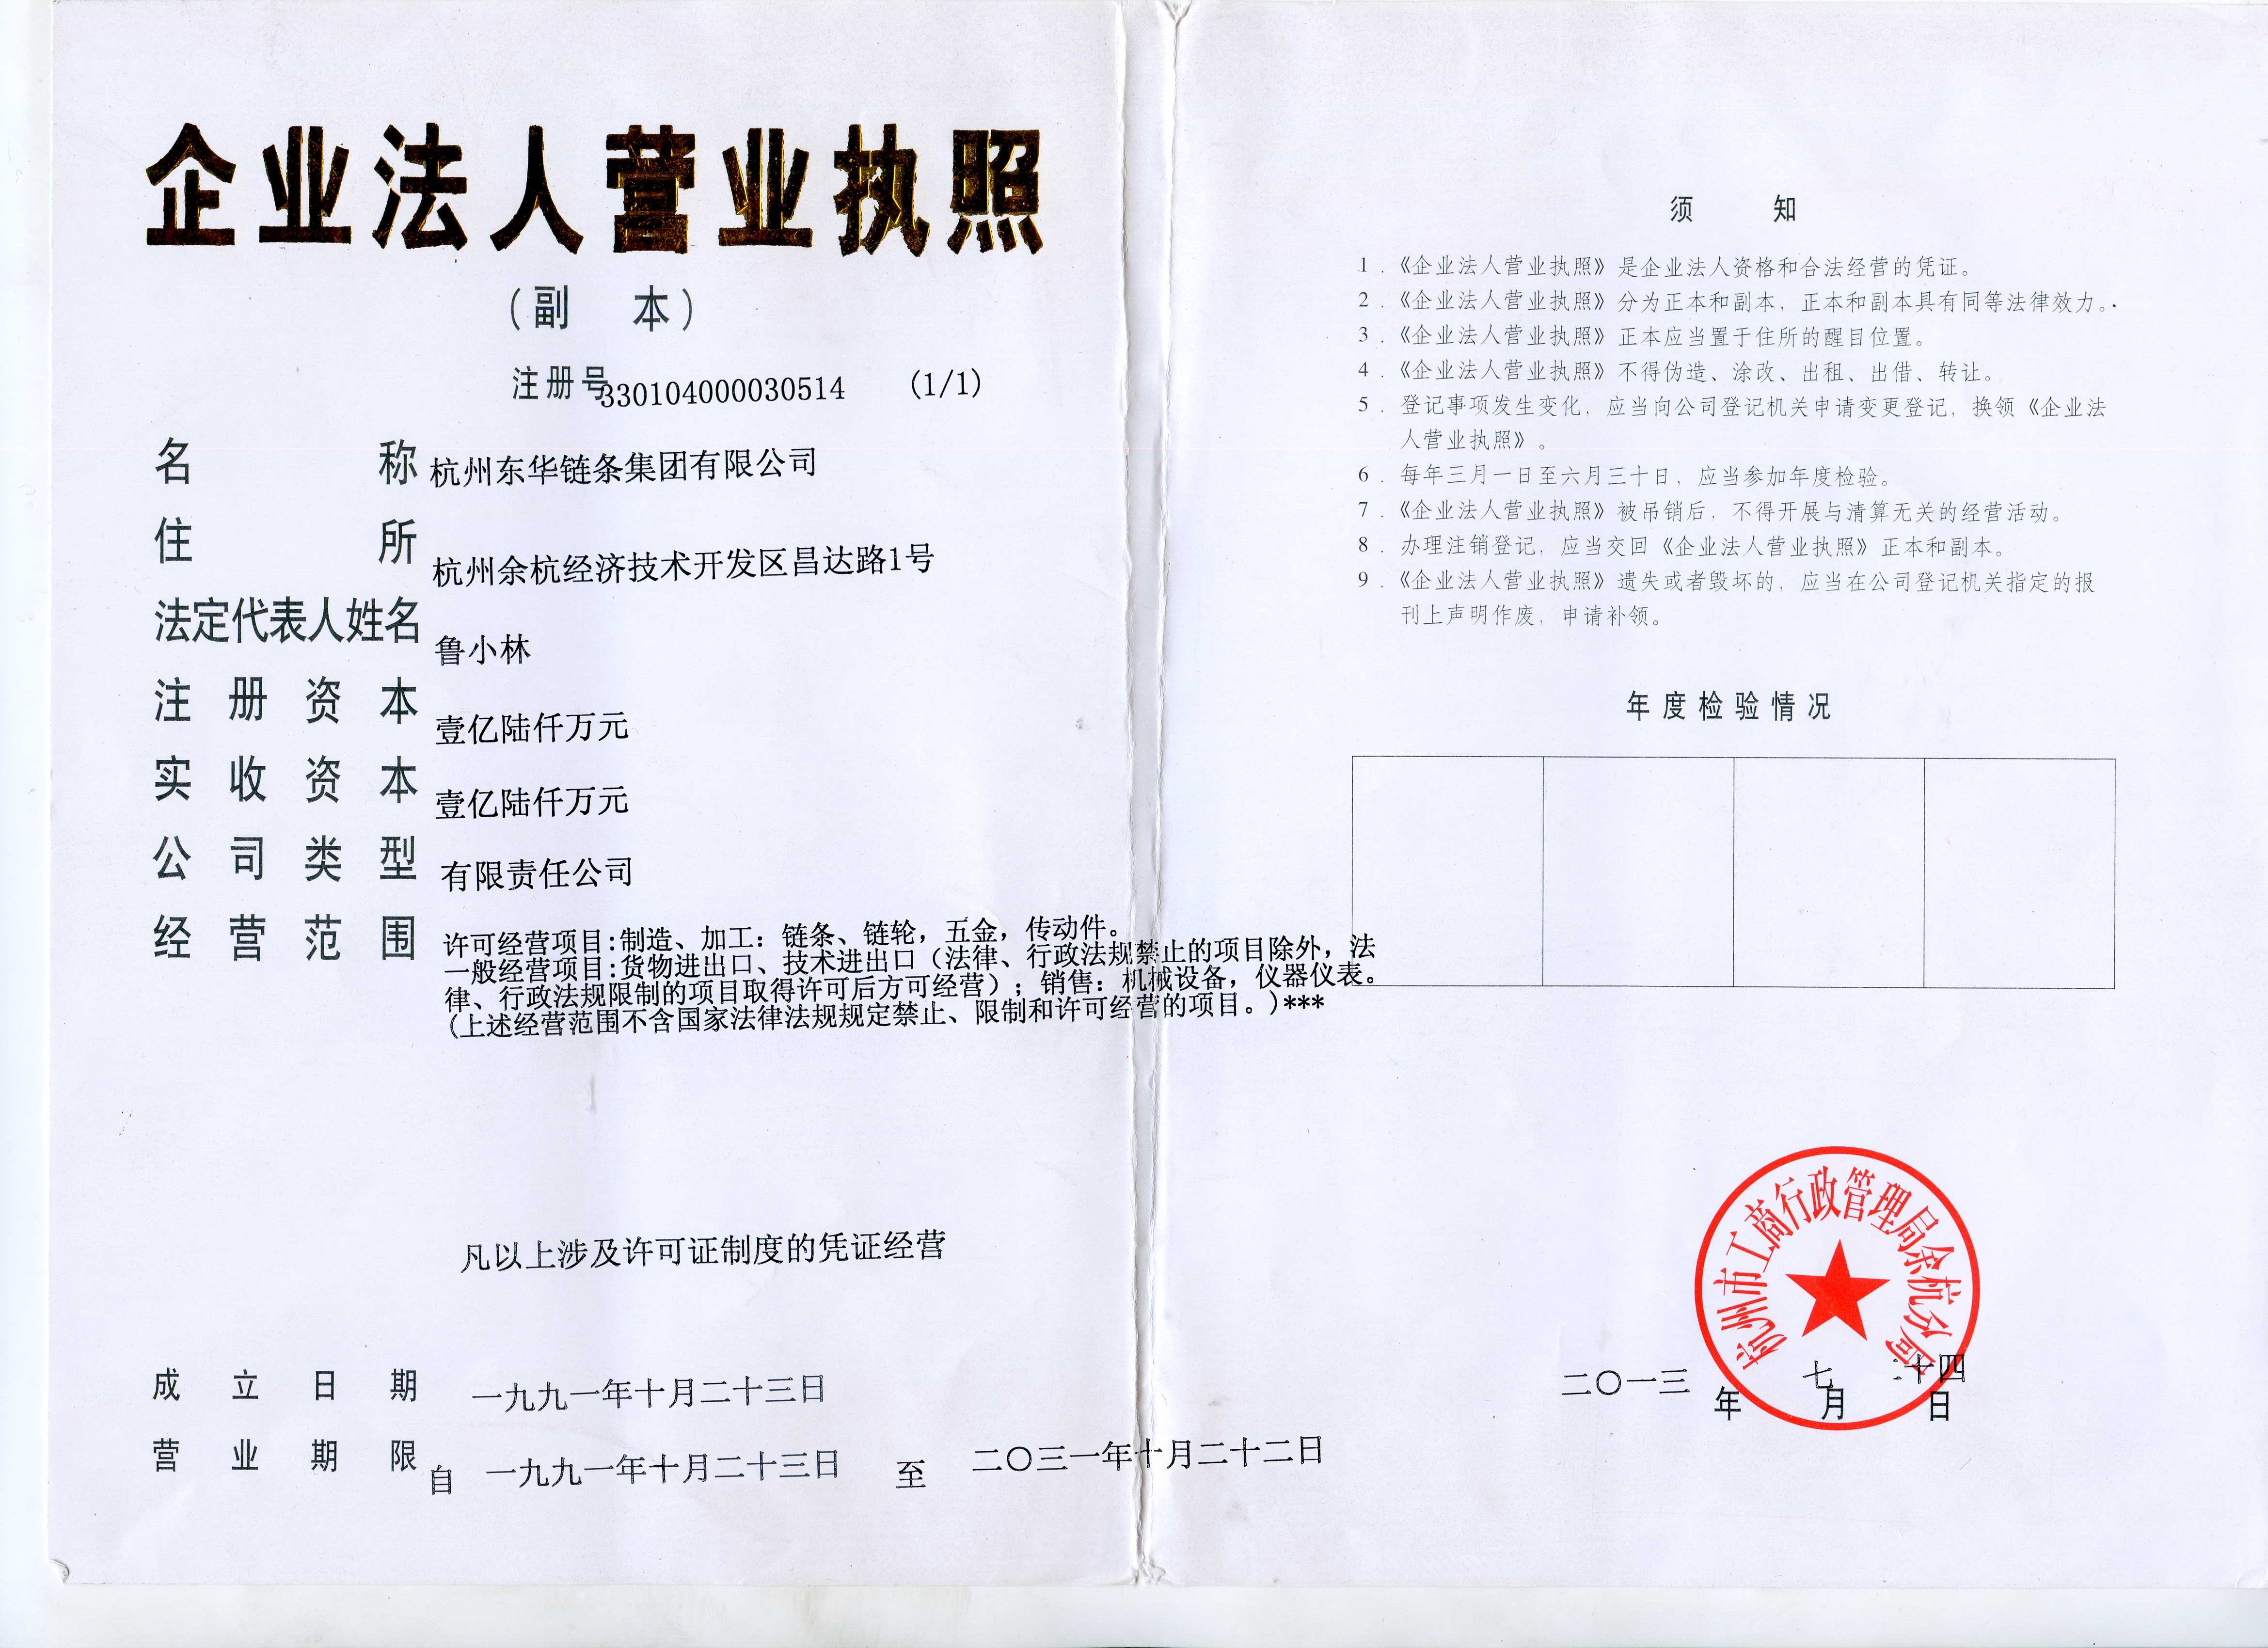 企业法人营业执照
（副 本）
注册号330104000030514 (1/1)
名 称 杭州东华链条集团有限公司
住 所 杭州余杭经济技术开发区昌达路1号
法定代表人姓名 鲁小林
注册资本 壹亿陆仟万元
实收资本 壹亿陆仟万元
公司类型 有限责任公司
经营范围 许可经营项目:制造、加工：链条、链轮，五金，传动件。
一般经营项目:货物进出口、技术进出口（法律、行政法规禁止的项目除外，法
律、行政法规限制的项目取得许可后方可经营）；销售：机械设备，仪器仪表。
(上述经营范围不含国家法律法规规定禁止、限制和许可经营的项目。)***
凡以上涉及许可证制度的凭证经营
成立日期 一九九一年十月二十三日
营业期限 自 一九九一年十月二十三日 至 二〇三一年十月二十二日
须 知
1．《企业法人营业执照》是企业法人资格和合法经营的凭证。
2．《企业法人营业执照》分为正本和副本，正本和副本具有同等法律效力。
3．《企业法人营业执照》正本应当置于住所的醒目位置。
4．《企业法人营业执照》不得伪造、涂改、出租、出借、转让。
5．登记事项发生变化，应当向公司登记机关申请变更登记，换领《企业法
人营业执照》。
6．每年三月一日至六月三十日，应当参加年度检验。
7．《企业法人营业执照》被吊销后，不得开展与清算无关的经营活动。
8．办理注销登记，应当交回《企业法人营业执照》正本和副本。
9．《企业法人营业执照》遗失或者毁坏的，应当在公司登记机关指定的报
刊上声明作废，申请补领。
年度检验情况
杭州市工商行政管理局余杭分局
二〇一三 年 七 月 二十四 日